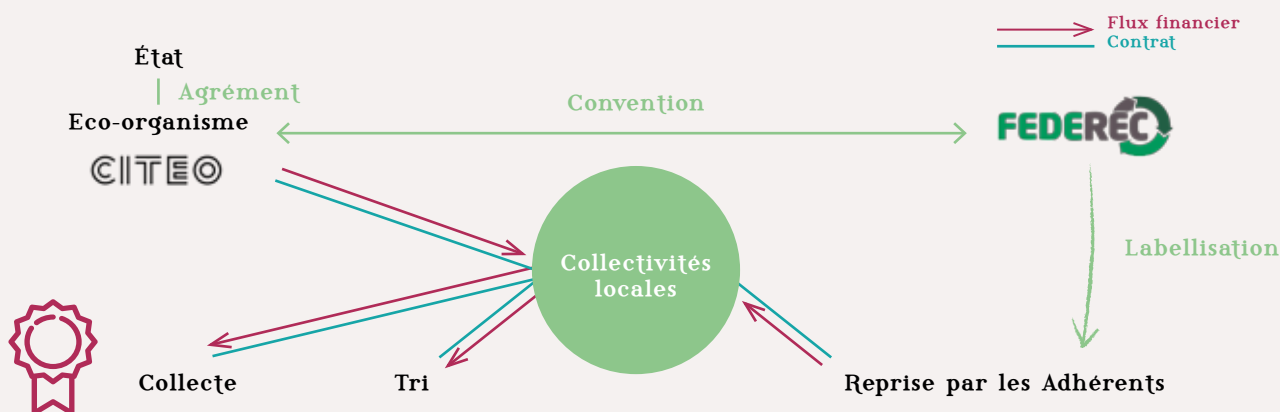 Flux financier
Contrat
État
Agrément
Eco-organisme
CITEO
Convention
FEDEREC
Collectivités
locales
Labellisation
Collecte
Tri
Reprise par les Adhérents